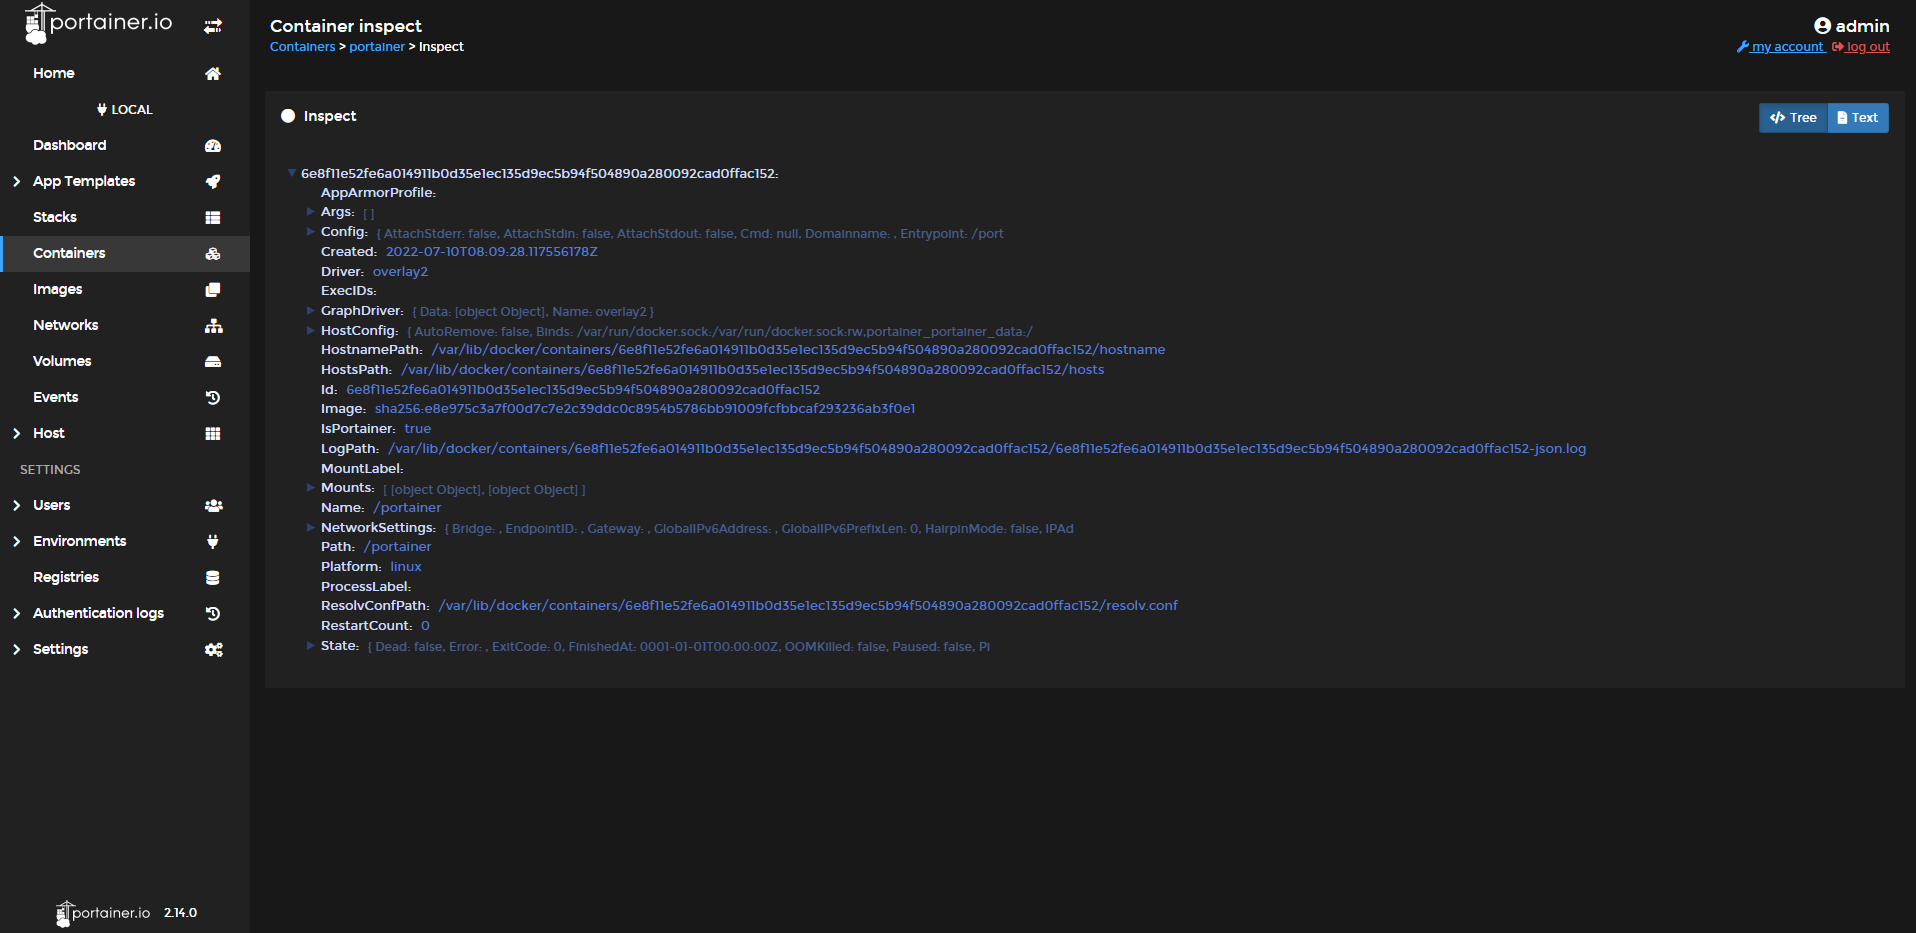 portainer.io
Home
LOCAL
Dashboard
App Templates
Stacks
Containers
Images
Networks
Volumes
Events
Host
SETTINGS
Users
Environments
Registries
Authentication logs
Settings
portainer.io 2.14.0
Container inspect
Containers > portainer > Inspect
admin
my account log out
Inspect
Tree Text
6e8f11e52fe6a014911b0d35e1ec135d9ec5b94f504890a280092cad0ffac152:
AppArmorProfile:
Args: [ ]
Config: { AttachStderr: false, AttachStdin: false, AttachStdout: false, Cmd: null, Domainname: , Entrypoint: /port
Created: 2022-07-10T08:09:28.117556178Z
Driver: overlay2
ExecIDs:
GraphDriver: { Data: [object Object], Name: overlay2 }
HostConfig: { AutoRemove: false, Binds: /var/run/docker.sock:/var/run/docker.sock:rw,portainer_portainer_data:/
HostnamePath: /var/lib/docker/containers/6e8f11e52fe6a014911b0d35e1ec135d9ec5b94f504890a280092cad0ffac152/hostname
HostsPath: /var/lib/docker/containers/6e8f11e52fe6a014911b0d35e1ec135d9ec5b94f504890a280092cad0ffac152/hosts
Id: 6e8f11e52fe6a014911b0d35e1ec135d9ec5b94f504890a280092cad0ffac152
Image: sha256:e8e975c3a7f00d7c7e2c39ddc0c8954b5786bb91009fcfbbcaf293236ab3f0e1
IsPortainer: true
LogPath: /var/lib/docker/containers/6e8f11e52fe6a014911b0d35e1ec135d9ec5b94f504890a280092cad0ffac152/6e8f11e52fe6a014911b0d35e1ec135d9ec5b94f504890a280092cad0ffac152-json.log
MountLabel:
Mounts: [ [object Object], [object Object] ]
Name: /portainer
NetworkSettings: { Bridge: , EndpointID: , Gateway: , GlobalIPv6Address: , GlobalIPv6PrefixLen: 0, HairpinMode: false, IPAd
Path: /portainer
Platform: linux
ProcessLabel:
ResolvConfPath: /var/lib/docker/containers/6e8f11e52fe6a014911b0d35e1ec135d9ec5b94f504890a280092cad0ffac152/resolv.conf
RestartCount: 0
State: { Dead: false, Error: , ExitCode: 0, FinishedAt: 0001-01-01T00:00:00Z, OOMKilled: false, Paused: false, Pi